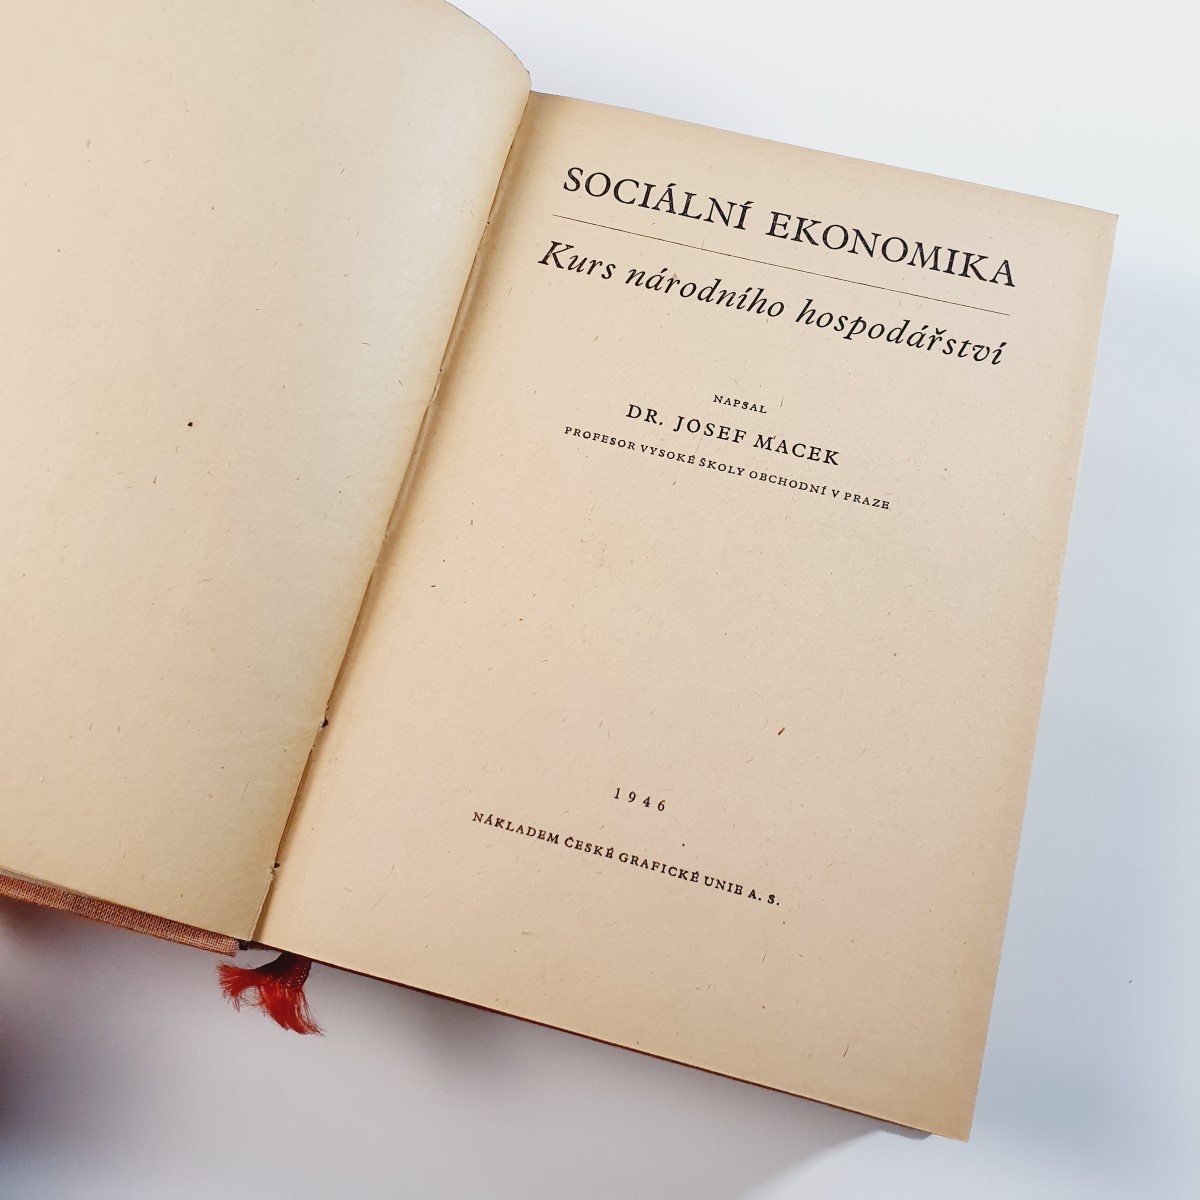 SOCIÁLNÍ EKONOMIKA
Kurs národního hospodářství
NAPSAL
DR. JOSEF MACEK
PROFESOR VYSOKÉ ŠKOLY OBCHODNÍ V PRAZE
1946
NÁKLADEM ČESKÉ GRAFICKÉ UNIE A. S.